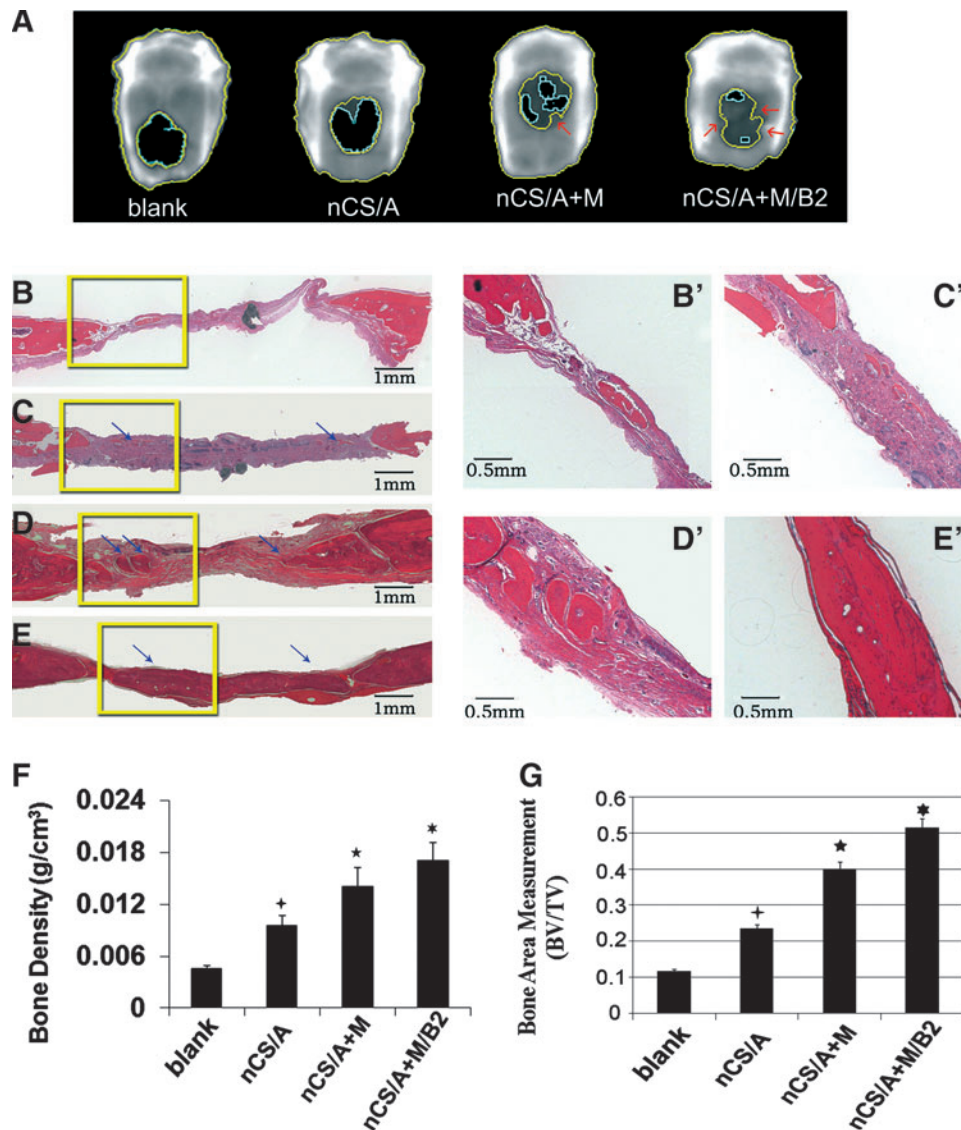 A
blank
nCS/A
nCS/A+M
nCS/A+M/B2
B
1mm
C
1mm
D
1mm
E
1mm
B'
0.5mm
C'
0.5mm
D'
0.5mm
E'
0.5mm
F
Bone Density (g/cm³)
0.024
0.018
0.012
0.006
0
blank
nCS/A
nCS/A+M
nCS/A+M/B2
G
Bone Area Measurement
(BV/TV)
0.6
0.5
0.4
0.3
0.2
0.1
0
blank
nCS/A
nCS/A+M
nCS/A+M/B2